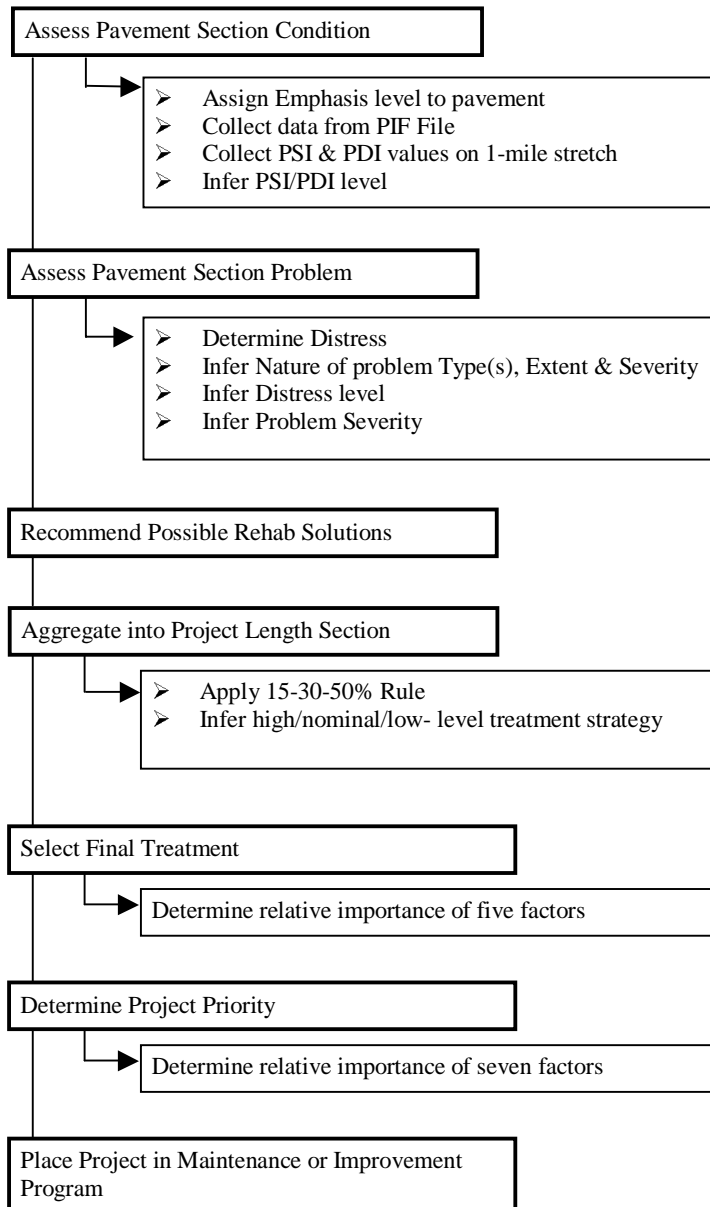 Assess Pavement Section Condition
➢ Assign Emphasis level to pavement
➢ Collect data from PIF File
➢ Collect PSI & PDI values on 1-mile stretch
➢ Infer PSI/PDI level
Assess Pavement Section Problem
➢ Determine Distress
➢ Infer Nature of problem Type(s), Extent & Severity
➢ Infer Distress level
➢ Infer Problem Severity
Recommend Possible Rehab Solutions
Aggregate into Project Length Section
➢ Apply 15-30-50% Rule
➢ Infer high/nominal/low- level treatment strategy
Select Final Treatment
Determine relative importance of five factors
Determine Project Priority
Determine relative importance of seven factors
Place Project in Maintenance or Improvement
Program